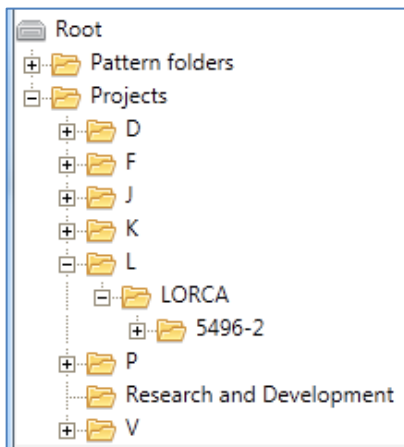 Root
Pattern folders
Projects
D
F
J
K
L
LORCA
5496-2
P
Research and Development
V